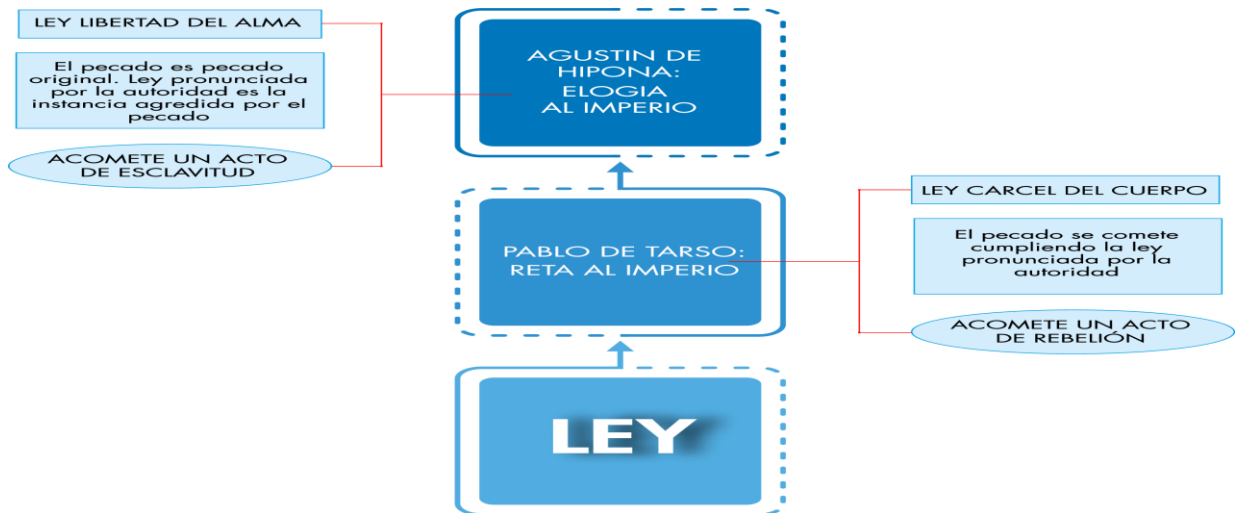 LEY LIBERTAD DEL ALMA
El pecado es pecado
original. Ley pronunciada
por la autoridad es la
instancia agredida por el
pecado
ACOMETE UN ACTO
DE ESCLAVITUD
AGUSTIN DE
HIPONA:
ELOGIA
AL IMPERIO
PABLO DE TARSO:
RETA AL IMPERIO
LEY CARCEL DEL CUERPO
El pecado se comete
cumpliendo la ley
pronunciada por la
autoridad
ACOMETE UN ACTO
DE REBELIÓN
LEY